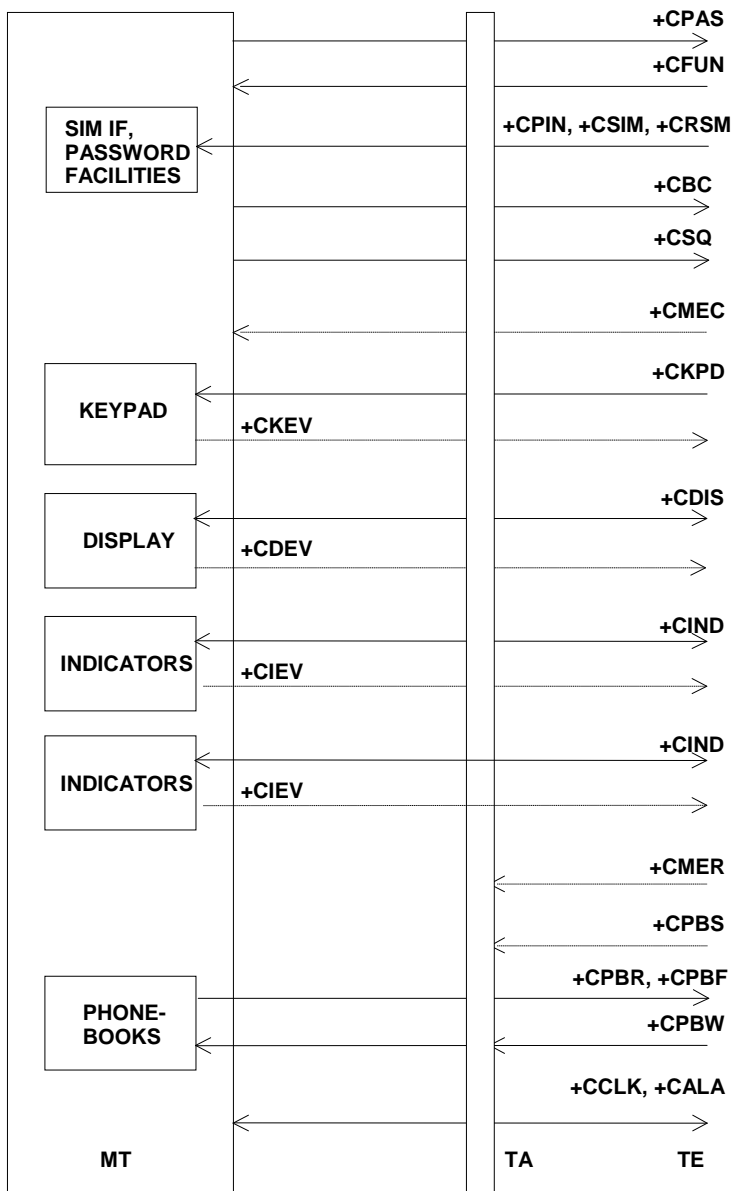 +CPAS
+CFUN
SIM IF,
PASSWORD
FACILITIES
+CPIN, +CSIM, +CRSM
+CBC
+CSQ
+CMEC
+CKPD
KEYPAD
+CKEV
+CDIS
DISPLAY
+CDEV
+CIND
INDICATORS
+CIEV
+CIND
INDICATORS
+CIEV
+CMER
+CPBS
+CPBR, +CPBF
PHONE-
BOOKS
+CPBW
+CCLK, +CALA
MT TA TE